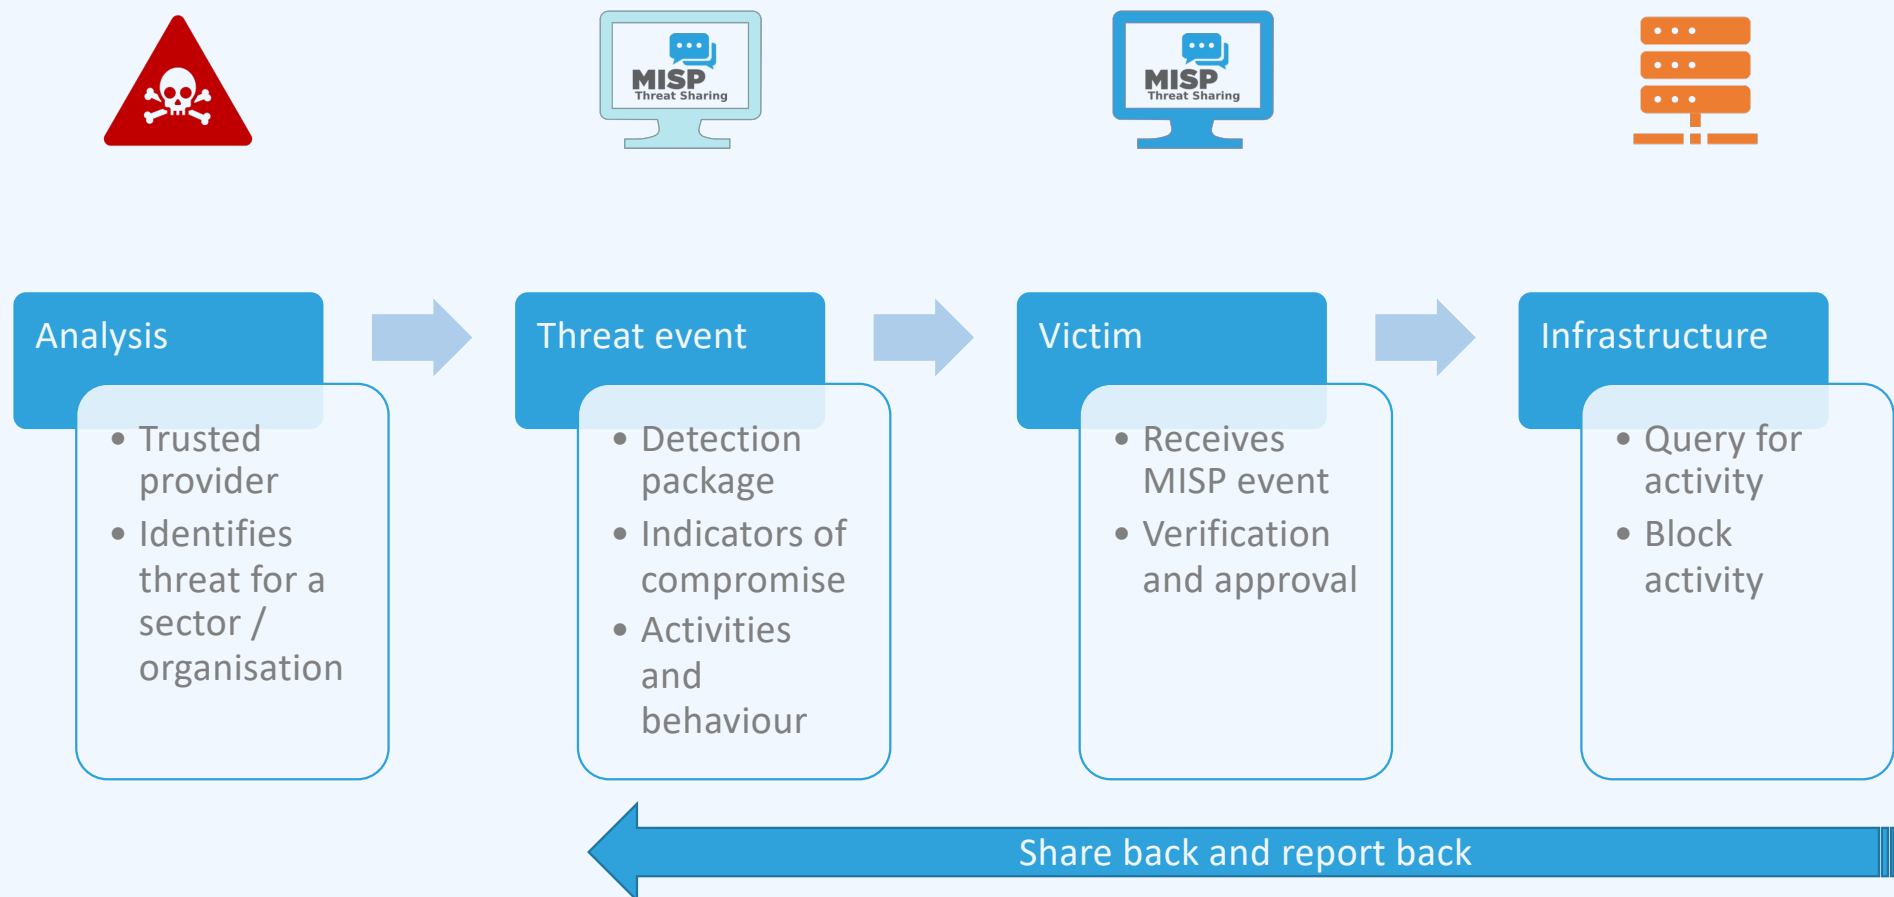 MISP
Threat Sharing
MISP
Threat Sharing
Analysis
• Trusted
provider
• Identifies
threat for a
sector /
organisation
Threat event
• Detection
package
• Indicators of
compromise
• Activities
and
behaviour
Victim
• Receives
MISP event
• Verification
and approval
Infrastructure
• Query for
activity
• Block
activity
Share back and report back